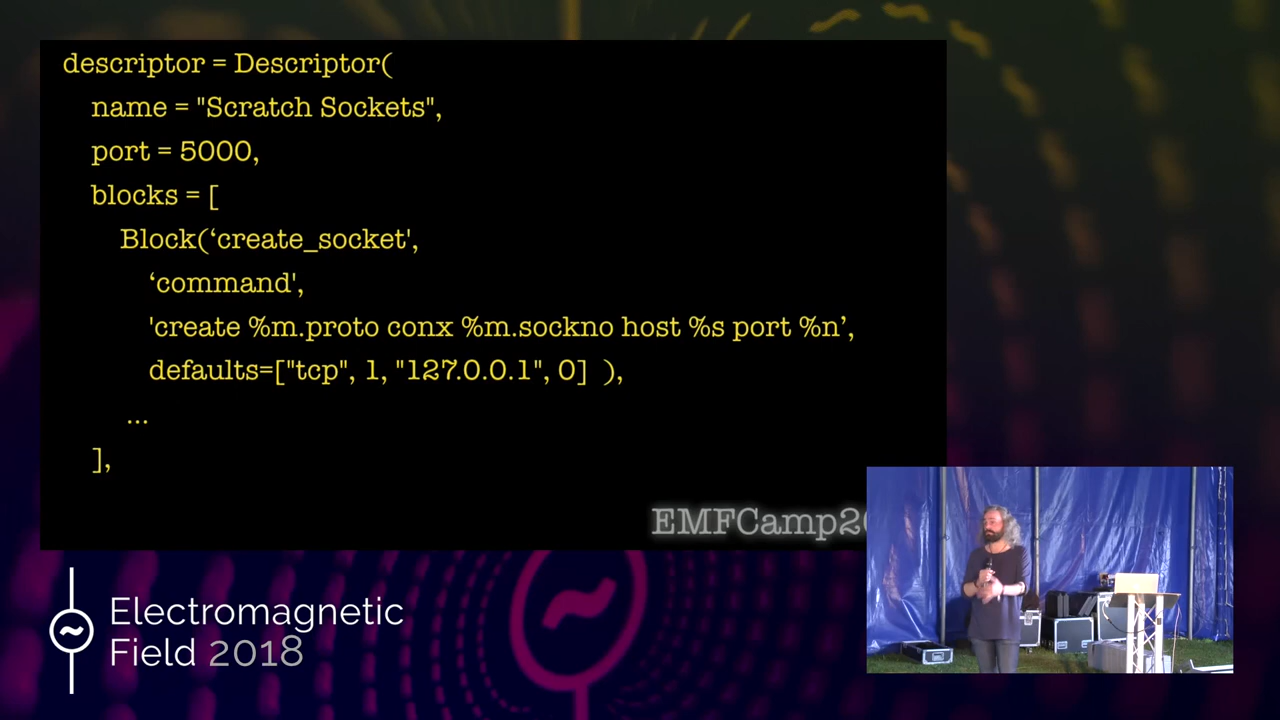 descriptor = Descriptor(
name = "Scratch Sockets",
port = 5000,
blocks = [
Block(‘create_socket',
‘command',
'create %m.proto conx %m.sockno host %s port %n’,
defaults=["tcp", 1, "127.0.0.1", 0] ),
...
],
EMFCamp20
Electromagnetic
Field 2018